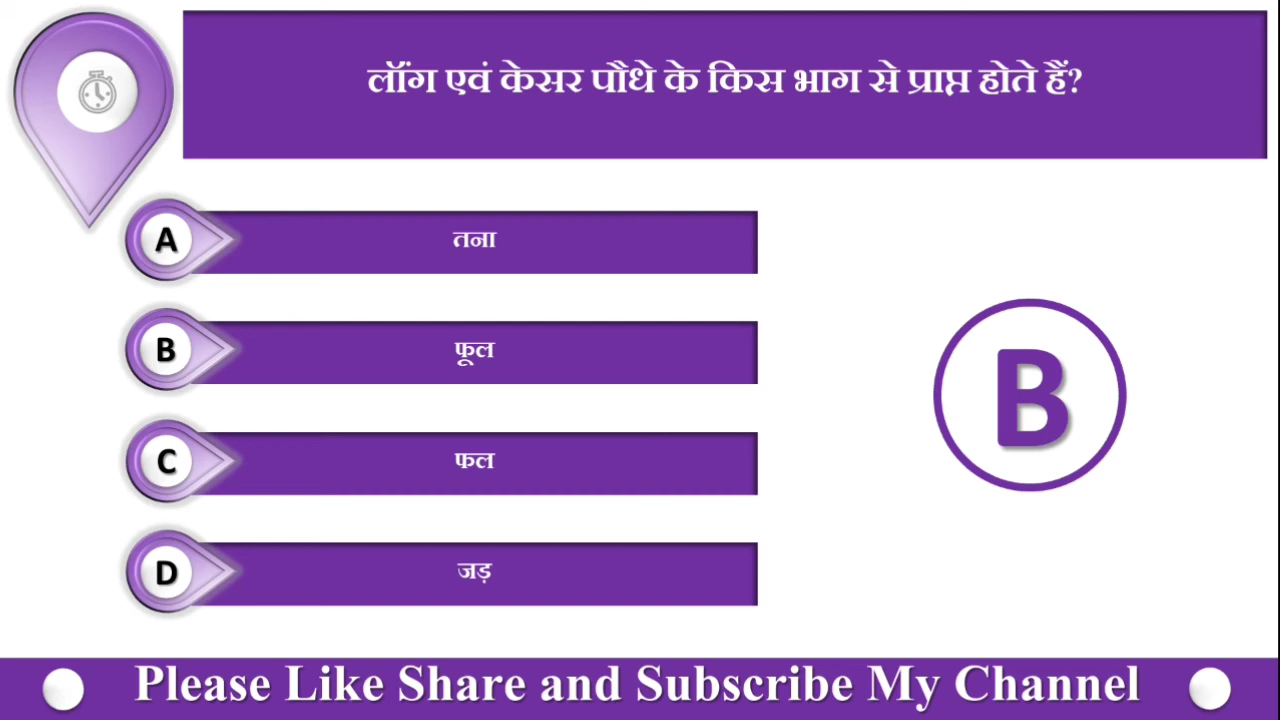 लॉंग एवं केसर पौधे के किस भाग से प्राप्त होते हैं?
A तना
B फूल
B
C फल
D जड़
Please Like Share and Subscribe My Channel